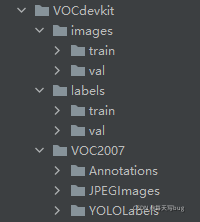 VOCdevkit
images
train
val
labels
train
val
VOC2007
Annotations
JPEGImages
YOLOLabels